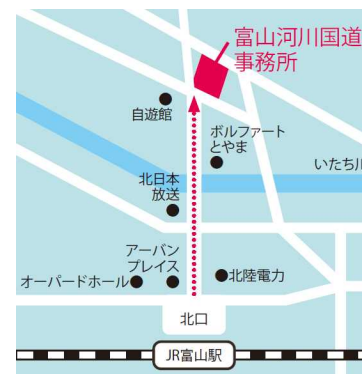 富山河川国道
事務所
自遊館
ボルファート
とやま
いたち川
北日本
放送
アーバン
プレイス
オーバードホール
北陸電力
北口
JR富山駅